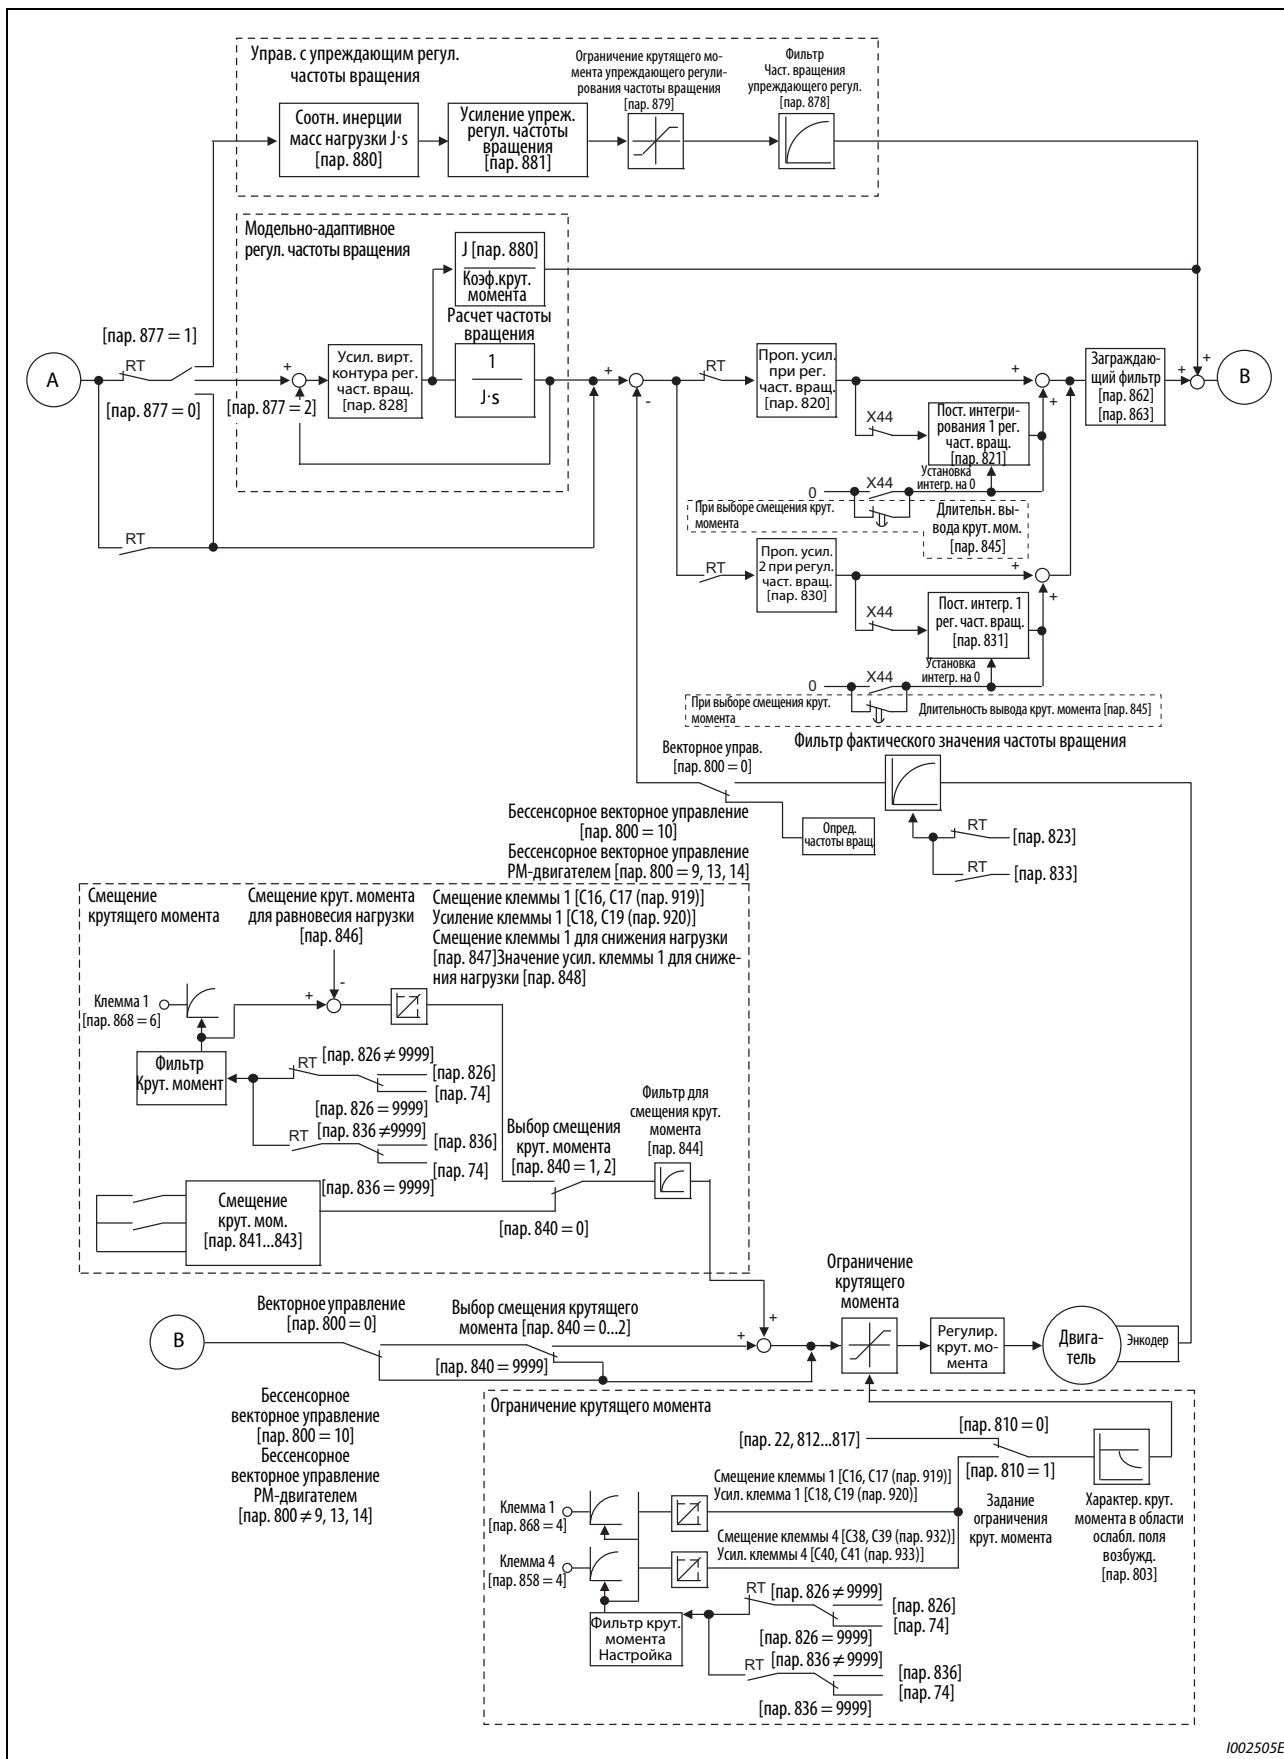 Управ. с упреждающим регул.
частоты вращения
Ограничение крутящего мо-
мента упреждающего регули-
рования частоты вращения
[пар. 879]
Фильтр
Част. вращения
упреждающего регул.
[пар. 878]
Соотн. инерции
масс нагрузки J·s
[пар. 880]
Усиление упреж.
регул. частоты
вращения
[пар. 881]
Модельно-адаптивное
регул. частоты вращения
J [пар. 880]
Коэф.крут.
момента
Расчет частоты
вращения
[пар. 877 = 1]
RT
A
[пар. 877 = 0]
+
[пар. 877 = 2]
Усил. вирт.
контура рег.
част. вращ.
[пар. 828]
1
J·s
+
-
RT
Проп. усил.
при рег.
част. вращ.
[пар. 820]
+
+
Заграждаю-
щий фильтр
[пар. 862]
[пар. 863]
+
+
B
X44
Пост. интегри-
рования 1 рег.
част. вращ.
[пар. 821]
Установка
интегр. на 0
0
X44
При выборе смещения крут.
момента
Длительн. вы-
вода крут. мом.
[пар. 845]
RT
RT
Проп. усил.
2 при регул.
част. вращ.
[пар. 830]
+
+
X44
Пост. интегр. 1
рег. част. вращ.
[пар. 831]
Установка
интегр. на 0
0
X44
При выборе смещения крут.
момента
Длительность вывода крут. момента [пар. 845]
Фильтр фактического значения частоты вращения
Векторное управ.
[пар. 800 = 0]
Бессенсорное векторное управление
[пар. 800 = 10]
Бессенсорное векторное управление
PM-двигателем [пар. 800 = 9, 13, 14]
Опред.
частоты вращ.
RT
[пар. 823]
RT
[пар. 833]
Смещение
крутящего момента
Смещение крут. момента
для равновесия нагрузки
[пар. 846]
Смещение клеммы 1 [C16, C17 (пар. 919)]
Усиление клеммы 1 [C18, C19 (пар. 920)]
Смещение клеммы 1 для снижения нагрузки
[пар. 847]Значение усил. клеммы 1 для сниже-
ния нагрузки [пар. 848]
Клемма 1
[пар. 868 = 6]
+
-
Фильтр
Крут. момент
RT
[пар. 826 ≠ 9999]
[пар. 826]
[пар. 74]
[пар. 826 = 9999]
RT
[пар. 836 ≠9999]
[пар. 836]
[пар. 74]
[пар. 836 = 9999]
Выбор смещения
крут. момента
[пар. 840 = 1, 2]
Фильтр для
смещения крут.
момента
[пар. 844]
Смещение
крут. мом.
[пар. 841...843]
[пар. 840 = 0]
B
Векторное управление
[пар. 800 = 0]
Выбор смещения крутящего
момента [пар. 840 = 0...2]
[пар. 840 = 9999]
+
+
Ограничение
крутящего
момента
Регулир.
крут. мо-
мента
Двига-
тель
Энкодер
Бессенсорное
векторное управление
[пар. 800 = 10]
Бессенсорное
векторное управление
PM-двигателем
[пар. 800 ≠ 9, 13, 14]
Ограничение крутящего момента
[пар. 22, 812...817]
[пар. 810 = 0]
[пар. 810 = 1]
Смещение клеммы 1 [C16, C17 (пар. 919)]
Усил. клемма 1 [C18, C19 (пар. 920)]
Клемма 1
[пар. 868 = 4]
Смещение клеммы 4 [C38, C39 (пар. 932)]
Усил. клеммы 4 [C40, C41 (пар. 933)]
Клемма 4
[пар. 858 = 4]
Задание
ограничения
крут. момента
Характер. крут.
момента в области
ослабл. поля
возбужд.
[пар. 803]
Фильтр крут.
момента
Настройка
RT
[пар. 826 ≠ 9999]
[пар. 826]
[пар. 74]
[пар. 826 = 9999]
RT
[пар. 836 ≠ 9999]
[пар. 836]
[пар. 74]
[пар. 836 = 9999]
I002505E